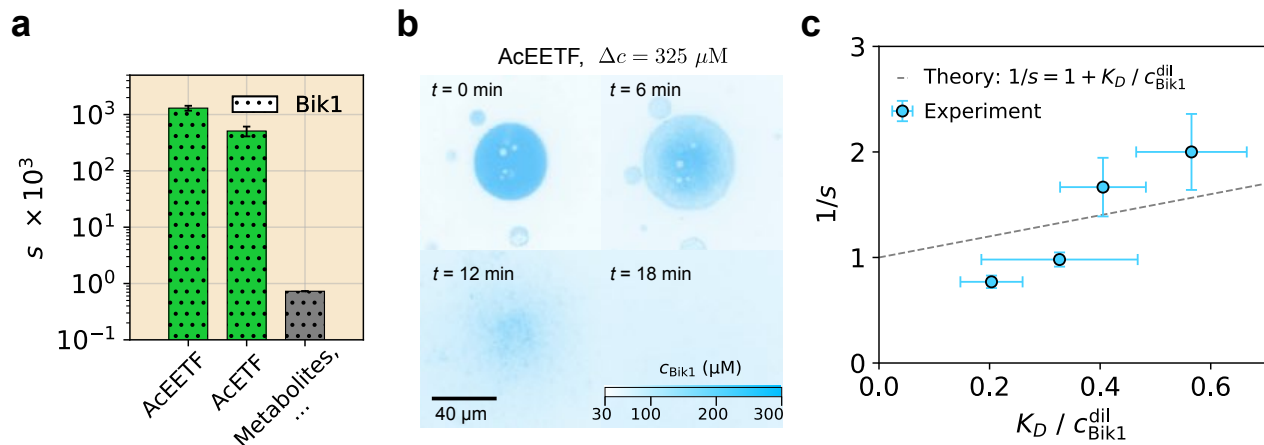 a
s × 10³
10³
10²
10¹
10⁰
10⁻¹
Bik1
AcEETF
AcETF
Metabolites,
...
b
AcEETF, Δc = 325 μM
t = 0 min
t = 6 min
t = 12 min
t = 18 min
40 μm
c_Bik1 (μM)
30 100 200 300
c
3
2
1
0
1/s
Theory: 1/s = 1 + K_D / c_Bik1^dil
Experiment
0.0 0.2 0.4 0.6
K_D / c_Bik1^dil